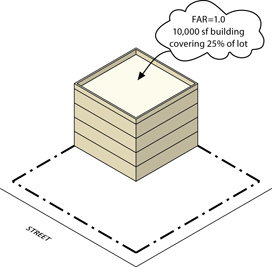 FAR=1.0
10,000 sf building
covering 25% of lot
STREET